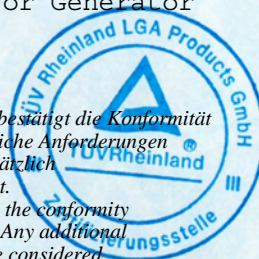 or Generator
TÜV Rheinland LGA Products GmbH
TÜVRheinland ®
Zertifizierungsstelle
bestätigt die Konformität
liche Anforderungen
sätzlich
t.
the conformity
Any additional
e considered